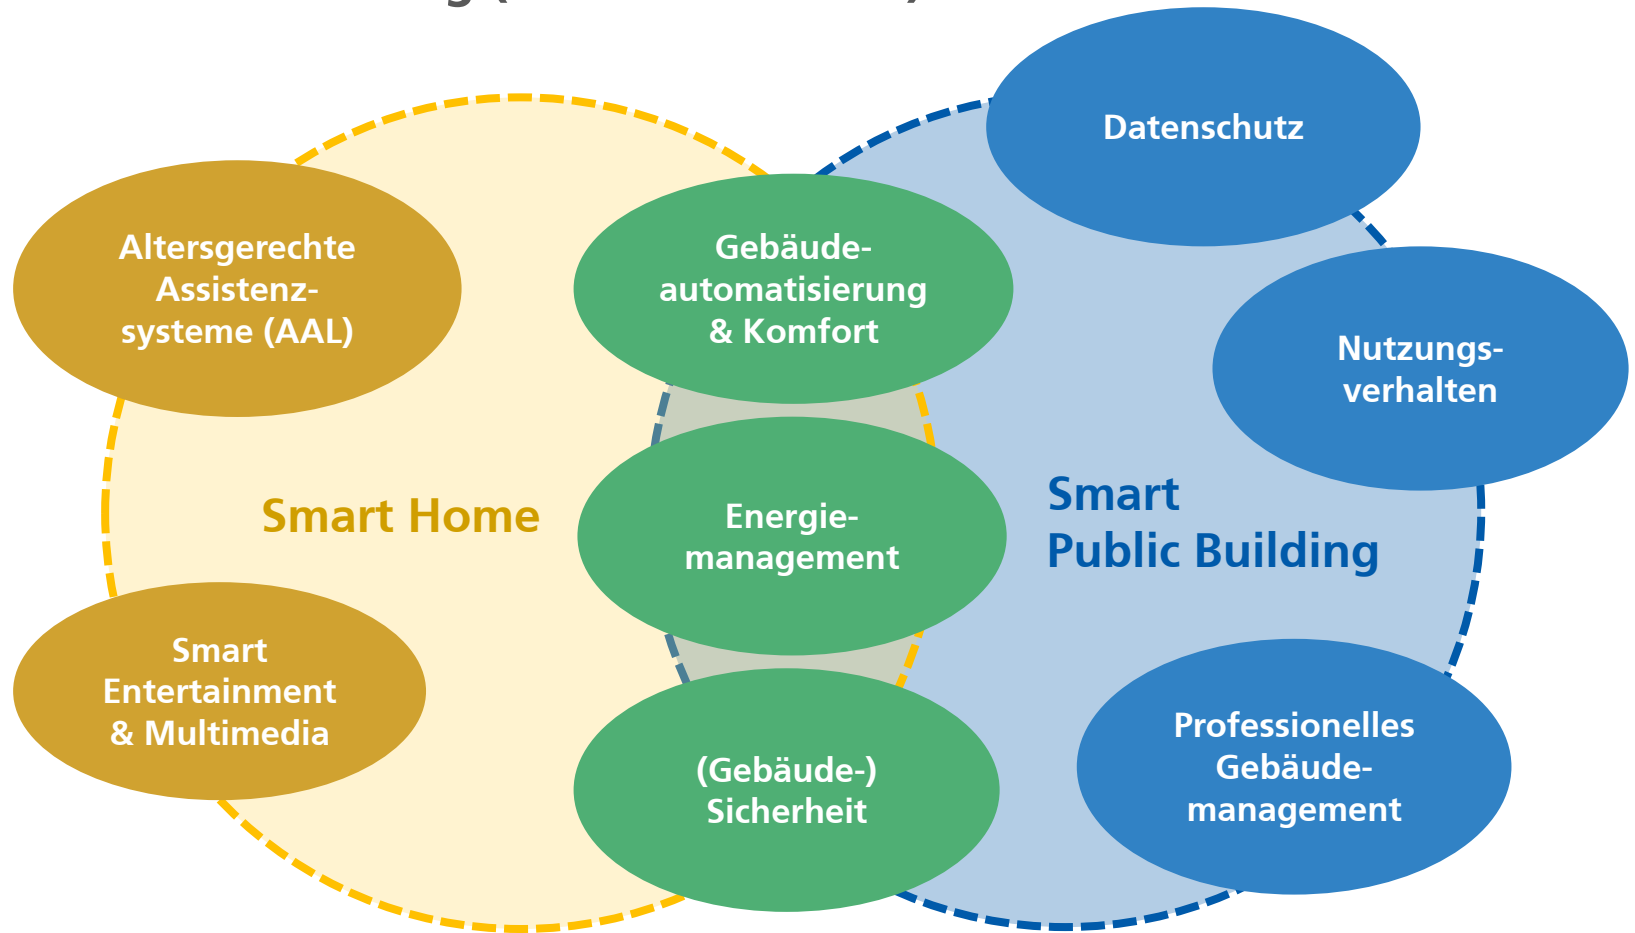 Datenschutz
Altersgerechte
Assistenz-
systeme (AAL)
Gebäude-
automatisierung
& Komfort
Nutzungs-
verhalten
Smart Home
Energie-
management
Smart
Public Building
Smart
Entertainment
& Multimedia
(Gebäude-)
Sicherheit
Professionelles
Gebäude-
management